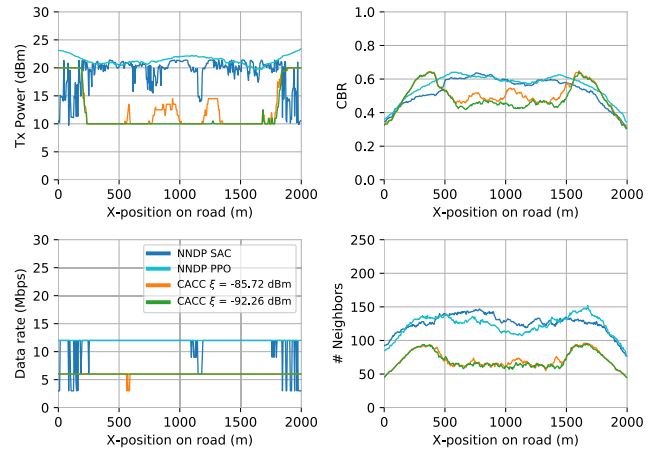 30
25
20
15
10
5
0
Tx Power (dBm)
0 500 1000 1500 2000
X-position on road (m)
1.0
0.8
0.6
0.4
0.2
0.0
CBR
0 500 1000 1500 2000
X-position on road (m)
30
25
20
15
10
5
0
Data rate (Mbps)
NNDP SAC
NNDP PPO
CACC ξ = -85.72 dBm
CACC ξ = -92.26 dBm
0 500 1000 1500 2000
X-position on road (m)
250
200
150
100
50
0
# Neighbors
0 500 1000 1500 2000
X-position on road (m)